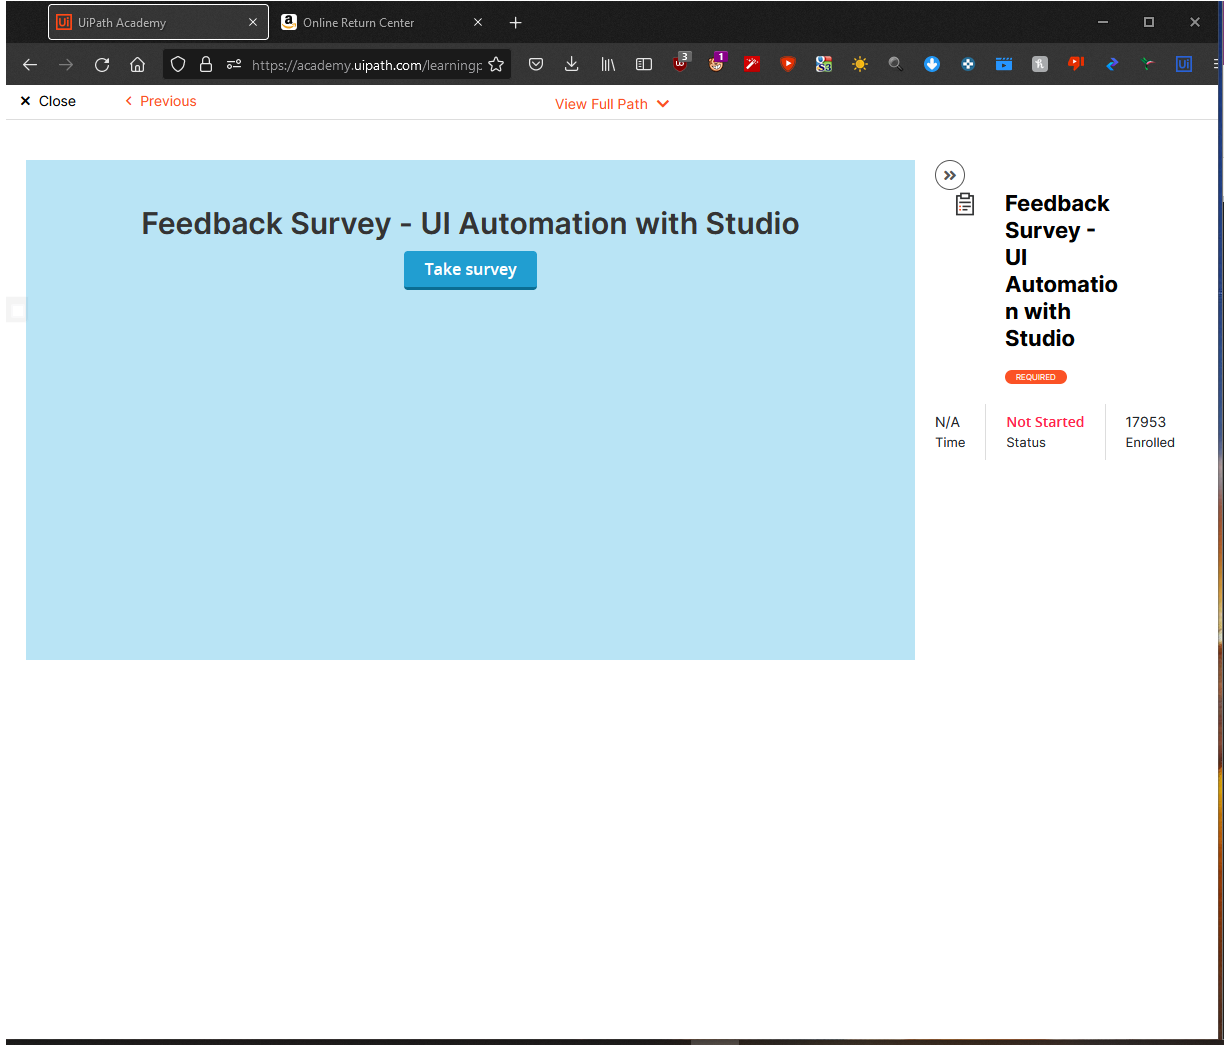 UiPath Academy
Online Return Center
https://academy.uipath.com/learningp
3
1
Close
Previous
View Full Path
Feedback Survey - UI Automation with Studio
Take survey
Feedback
Survey -
UI
Automatio
n with
Studio
REQUIRED
N/A
Not Started
17953
Time
Status
Enrolled